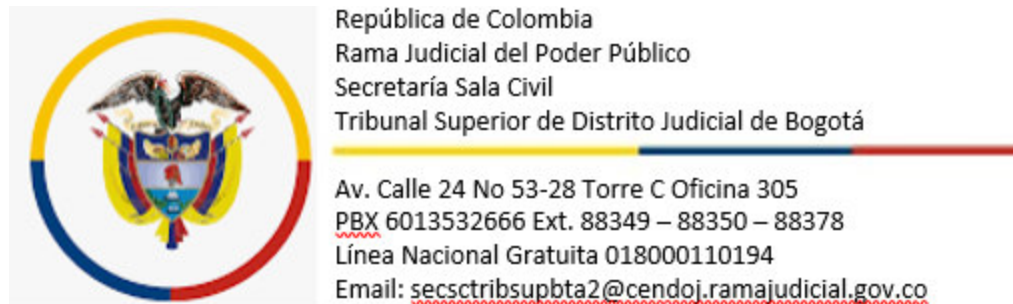 República de Colombia
Rama Judicial del Poder Público
Secretaría Sala Civil
Tribunal Superior de Distrito Judicial de Bogotá
Av. Calle 24 No 53-28 Torre C Oficina 305
PBX 6013532666 Ext. 88349 – 88350 – 88378
Línea Nacional Gratuita 018000110194
Email: secsctribsupbta2@cendoj.ramajudicial.gov.co